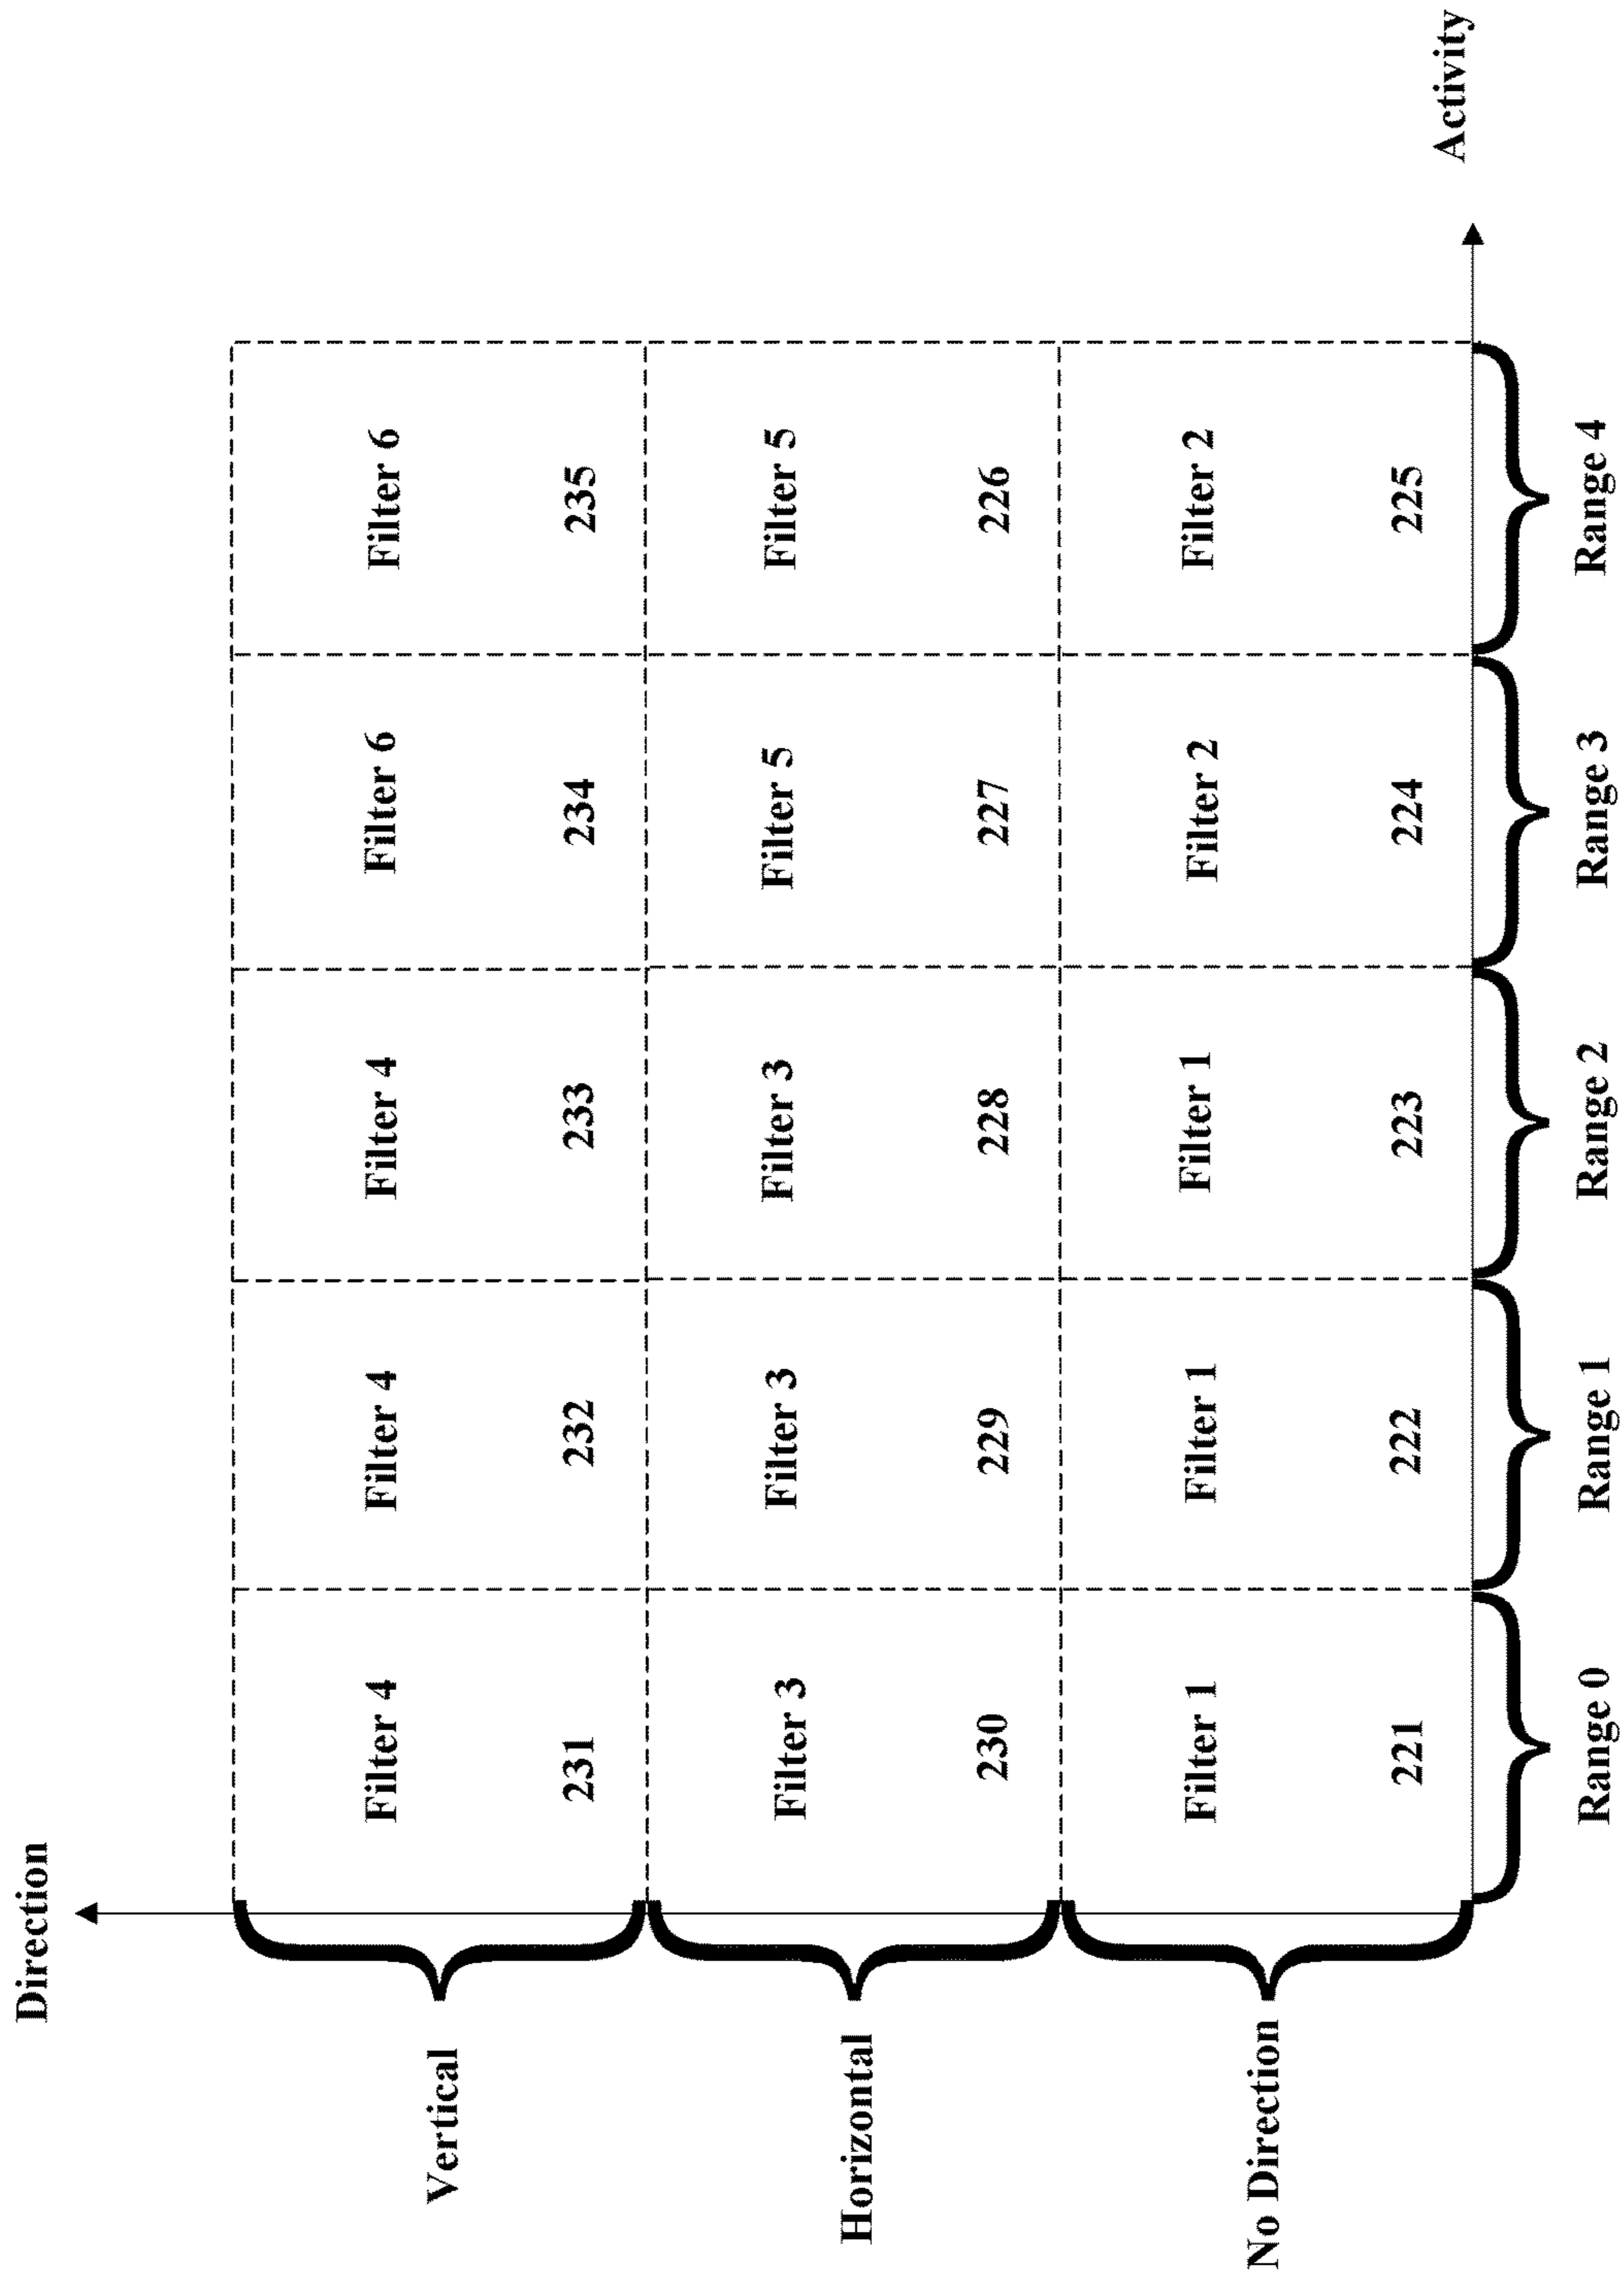 Direction
Vertical
Filter 4
231
Filter 4
232
Filter 4
233
Filter 6
234
Filter 6
235
Horizontal
Filter 3
230
Filter 3
229
Filter 3
228
Filter 5
227
Filter 5
226
No Direction
Filter 1
221
Filter 1
222
Filter 1
223
Filter 2
224
Filter 2
225
Range 0
Range 1
Range 2
Range 3
Range 4
Activity